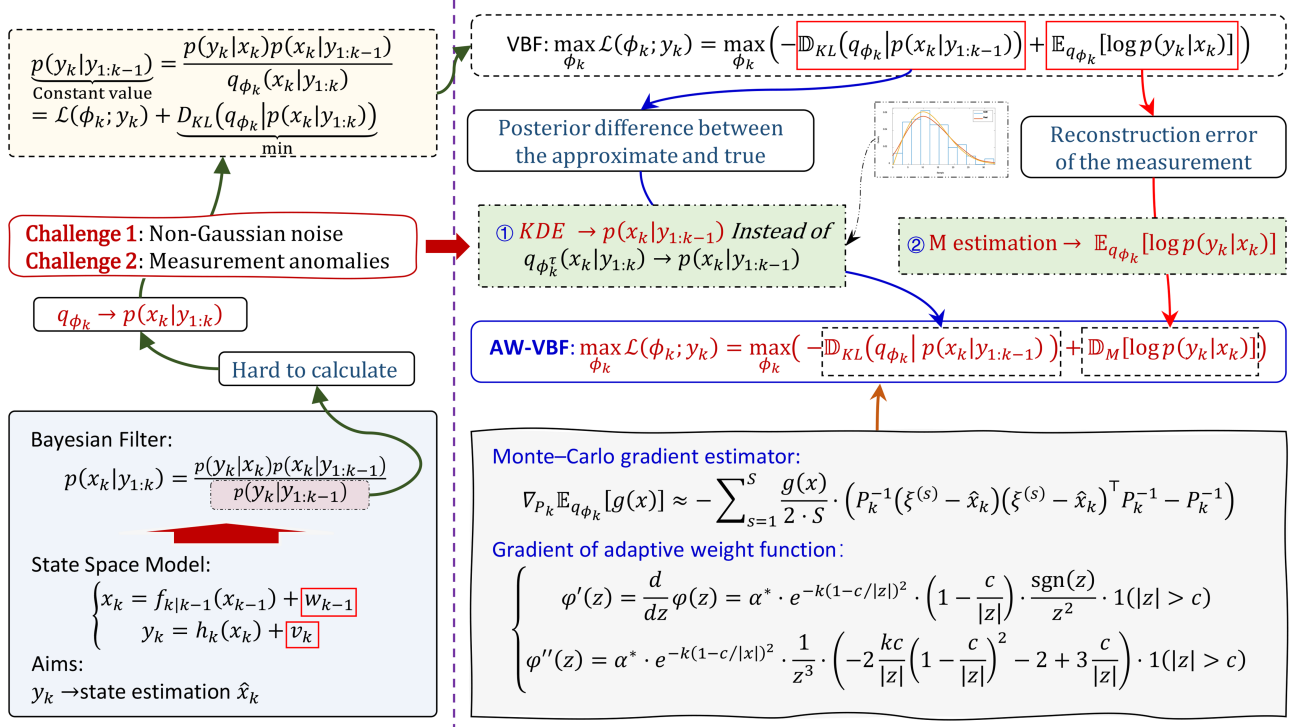 p(y_k|y_{1:k−1}) = p(y_k|x_k)p(x_k|y_{1:k−1}) / q_{ϕ_k}(x_k|y_{1:k})
Constant value
= ℒ(ϕ_k; y_k) + D_{KL}(q_{ϕ_k}|p(x_k|y_{1:k}))
min
Challenge 1: Non-Gaussian noise
Challenge 2: Measurement anomalies
q_{ϕ_k} → p(x_k|y_{1:k})
Hard to calculate
Bayesian Filter:
p(x_k|y_{1:k}) = p(y_k|x_k)p(x_k|y_{1:k−1}) / p(y_k|y_{1:k−1})
State Space Model:
x_k = f_{k|k−1}(x_{k−1}) + w_{k−1}
y_k = h_k(x_k) + v_k
Aims:
y_k →state estimation x̂_k
VBF: max_{ϕ_k} ℒ(ϕ_k; y_k) = max_{ϕ_k} (−𝔻_{KL}(q_{ϕ_k}|p(x_k|y_{1:k−1})) + 𝔼_{q_{ϕ_k}}[log p(y_k|x_k)])
Posterior difference between
the approximate and true
Reconstruction error
of the measurement
① KDE → p(x_k|y_{1:k−1}) Instead of
q_{ϕ_k^τ}(x_k|y_{1:k}) → p(x_k|y_{1:k−1})
② M estimation → 𝔼_{q_{ϕ_k}}[log p(y_k|x_k)]
AW-VBF: max_{ϕ_k} ℒ(ϕ_k; y_k) = max_{ϕ_k} ( −𝔻_{KL}(q_{ϕ_k}| p(x_k|y_{1:k−1}) ) + 𝔻_M[log p(y_k|x_k)])
Monte–Carlo gradient estimator:
∇_{P_k} 𝔼_{q_{ϕ_k}}[g(x)] ≈ − ∑_{s=1}^{S} g(x) / (2 · S) · (P_k^{−1}(ξ^{(s)} − x̂_k)(ξ^{(s)} − x̂_k)^⊤ P_k^{−1} − P_k^{−1})
Gradient of adaptive weight function:
φ′(z) = d/dz φ(z) = α* · e^{−k(1−c/|z|)^2} · (1 − c/|z|) · sgn(z)/z^2 · 1(|z| > c)
φ′′(z) = α* · e^{−k(1−c/|x|)^2} · 1/z^3 · (−2 kc/|z| (1 − c/|z|)^2 − 2 + 3 c/|z|) · 1(|z| > c)